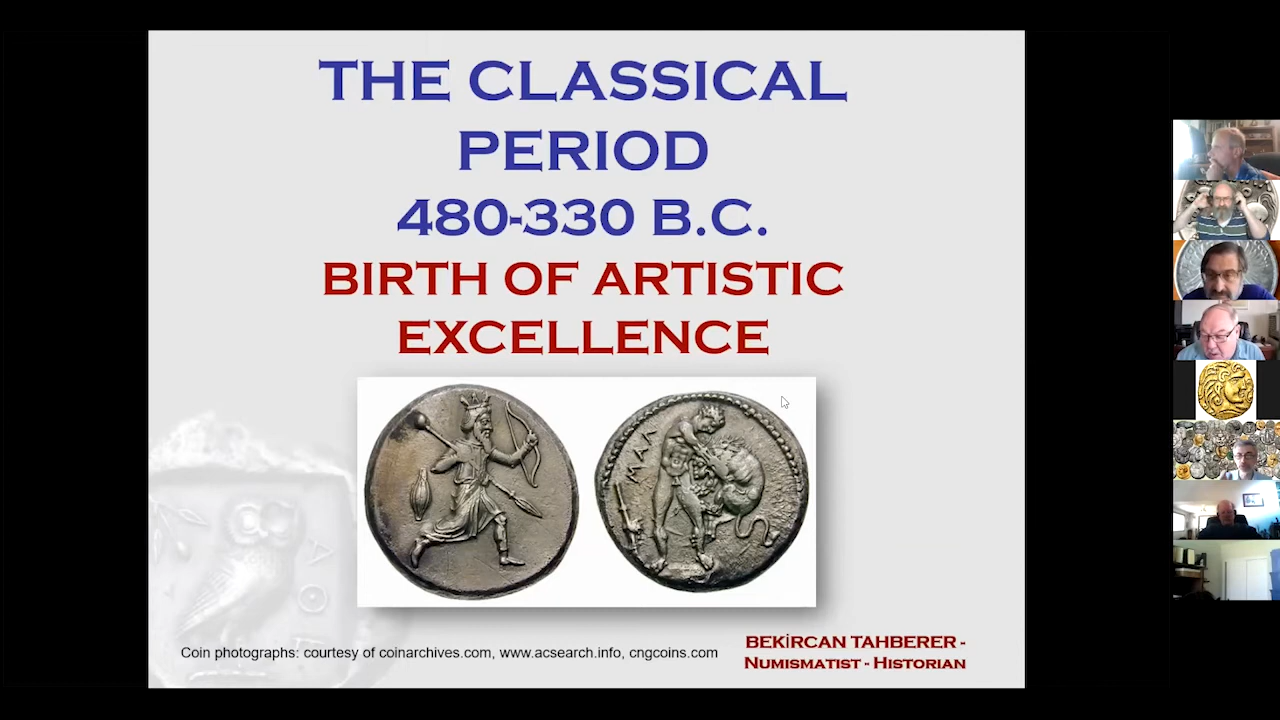 THE CLASSICAL
PERIOD
480-330 B.C.
BIRTH OF ARTISTIC
EXCELLENCE
ΜΑΛ
ΑΘΕ
Coin photographs: courtesy of coinarchives.com, www.acsearch.info, cngcoins.com
BEKİRCAN TAHBERER -
NUMISMATIST - HISTORIAN